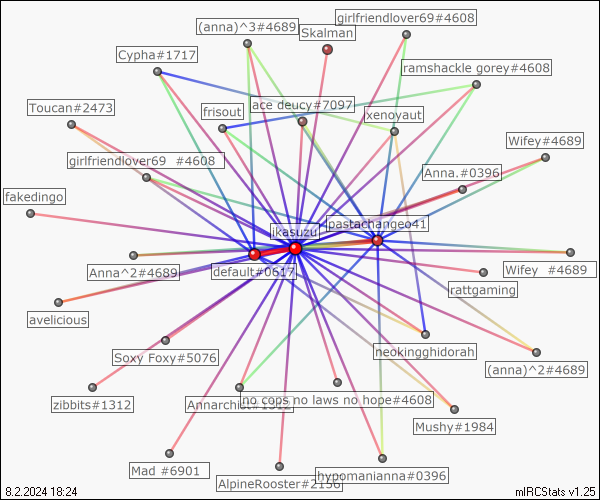 girlfriendlover69#4608
(anna)^3#4689
Skalman
Cypha#1717
ramshackle gorey#4608
Toucan#2473
frisout
ace deucy#7097
xenoyaut
Wifey#4689
girlfriendlover69 #4608
Anna.#0396
fakedingo
ikasuzu
pastachangeo41
Anna^2#4689
default#0617
Wifey #4689
rattgaming
avelicious
Soxy Foxy#5076
neokingghidorah
(anna)^2#4689
zibbits#1312
Annarchist#1312
no cops no laws no hope#4608
Mushy#1984
Mad #6901
AlpineRooster#2156
hypomanianna#0396
8.2.2024 18:24
mIRCStats v1.25